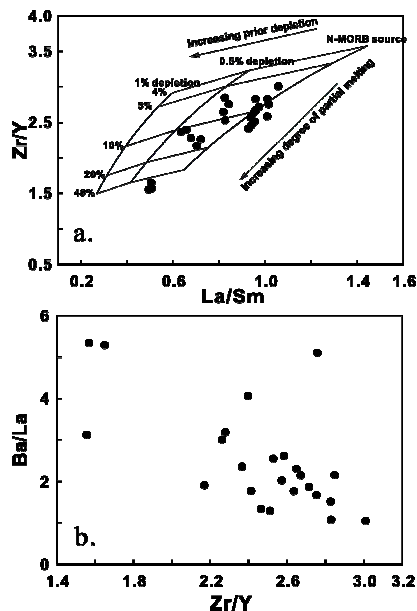 4.0
a.
Increasing prior depletion
N-MORB source
3.5
0.5% depletion
1% depletion
4%
5%
3.0
Zr/Y
2.5
10%
Increasing degree of partial melting
20%
1.5
40%
0.5
0.2 0.6 1.0 1.4 1.6
La/Sm
6
4
Ba/La
2
b.
0
1.4 1.8 2.2 2.6 3.0 3.2
Zr/Y